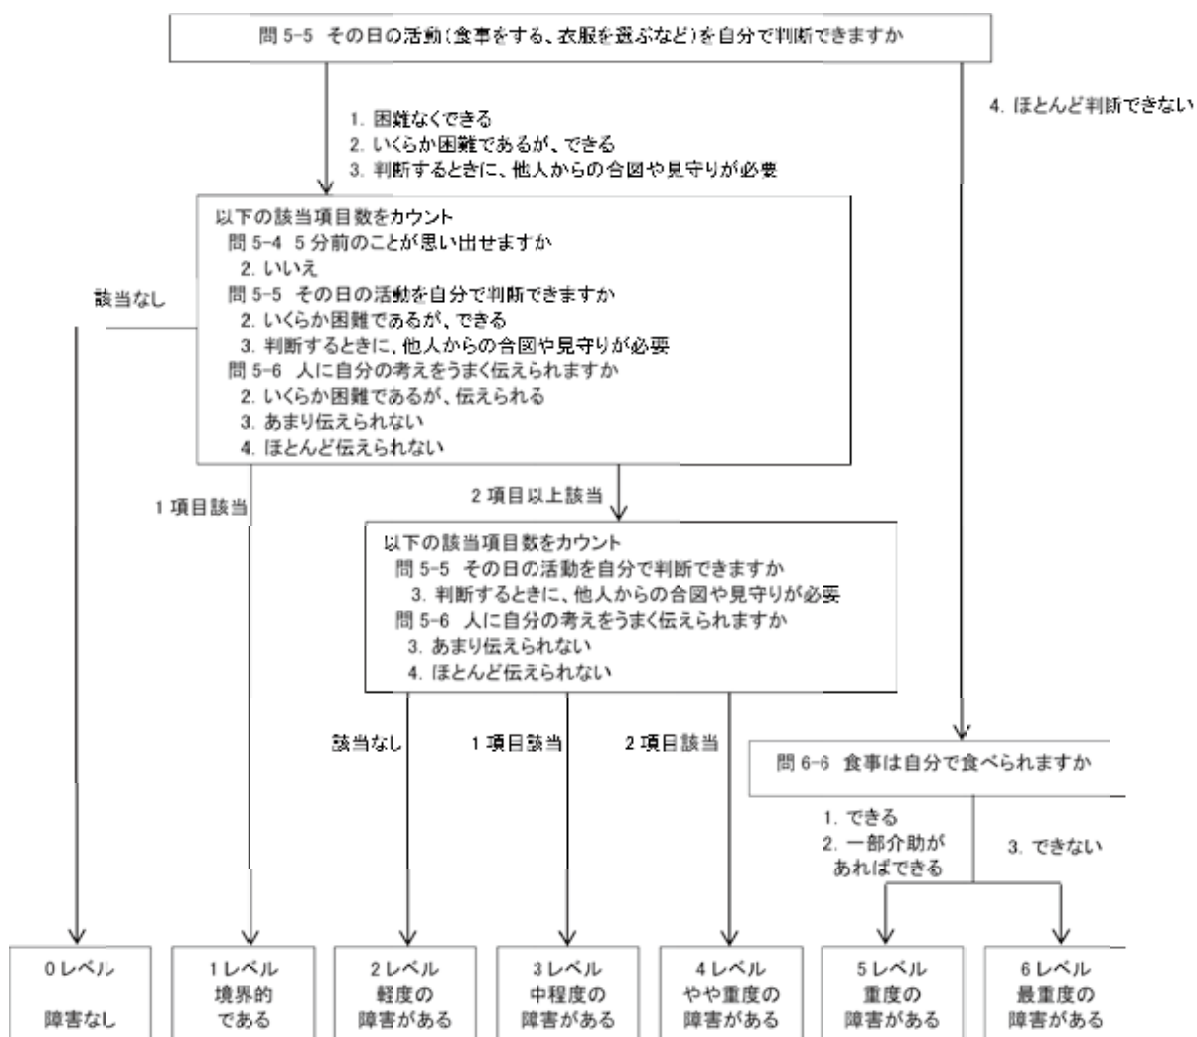 問5-5 その日の活動(食事をする、衣服を選ぶなど)を自分で判断できますか
1. 困難なくできる
2. いくらか困難であるが、できる
3. 判断するときに、他人からの合図や見守りが必要
4. ほとんど判断できない
以下の該当項目数をカウント
問5-4 5分前のことが思い出せますか
2. いいえ
問5-5 その日の活動を自分で判断できますか
2. いくらか困難であるが、できる
3. 判断するときに、他人からの合図や見守りが必要
問5-6 人に自分の考えをうまく伝えられますか
2. いくらか困難であるが、伝えられる
3. あまり伝えられない
4. ほとんど伝えられない
該当なし
1項目該当
2項目以上該当
以下の該当項目数をカウント
問5-5 その日の活動を自分で判断できますか
3. 判断するときに、他人からの合図や見守りが必要
問5-6 人に自分の考えをうまく伝えられますか
3. あまり伝えられない
4. ほとんど伝えられない
該当なし
1項目該当
2項目該当
問6-6 食事は自分で食べられますか
1. できる
2. 一部介助が
あればできる
3. できない
0レベル
障害なし
1レベル
境界的
である
2レベル
軽度の
障害がある
3レベル
中程度の
障害がある
4レベル
やや重度の
障害がある
5レベル
重度の
障害がある
6レベル
最重度の
障害がある